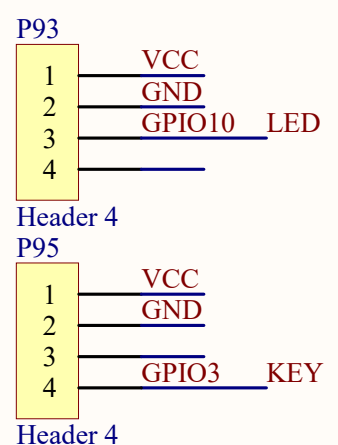 P93
1 VCC
2 GND
3 GPIO10 LED
4
Header 4
P95
1 VCC
2 GND
3
4 GPIO3 KEY
Header 4